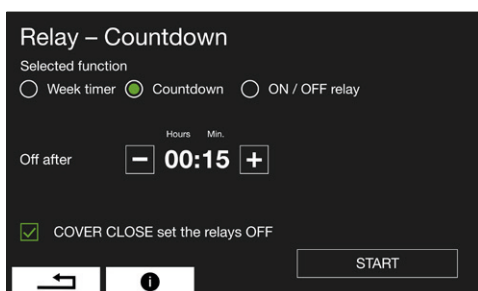 Relay – Countdown
Selected function
Week timer Countdown ON / OFF relay
Hours Min.
Off after − 00:15 +
COVER CLOSE set the relays OFF
START
i